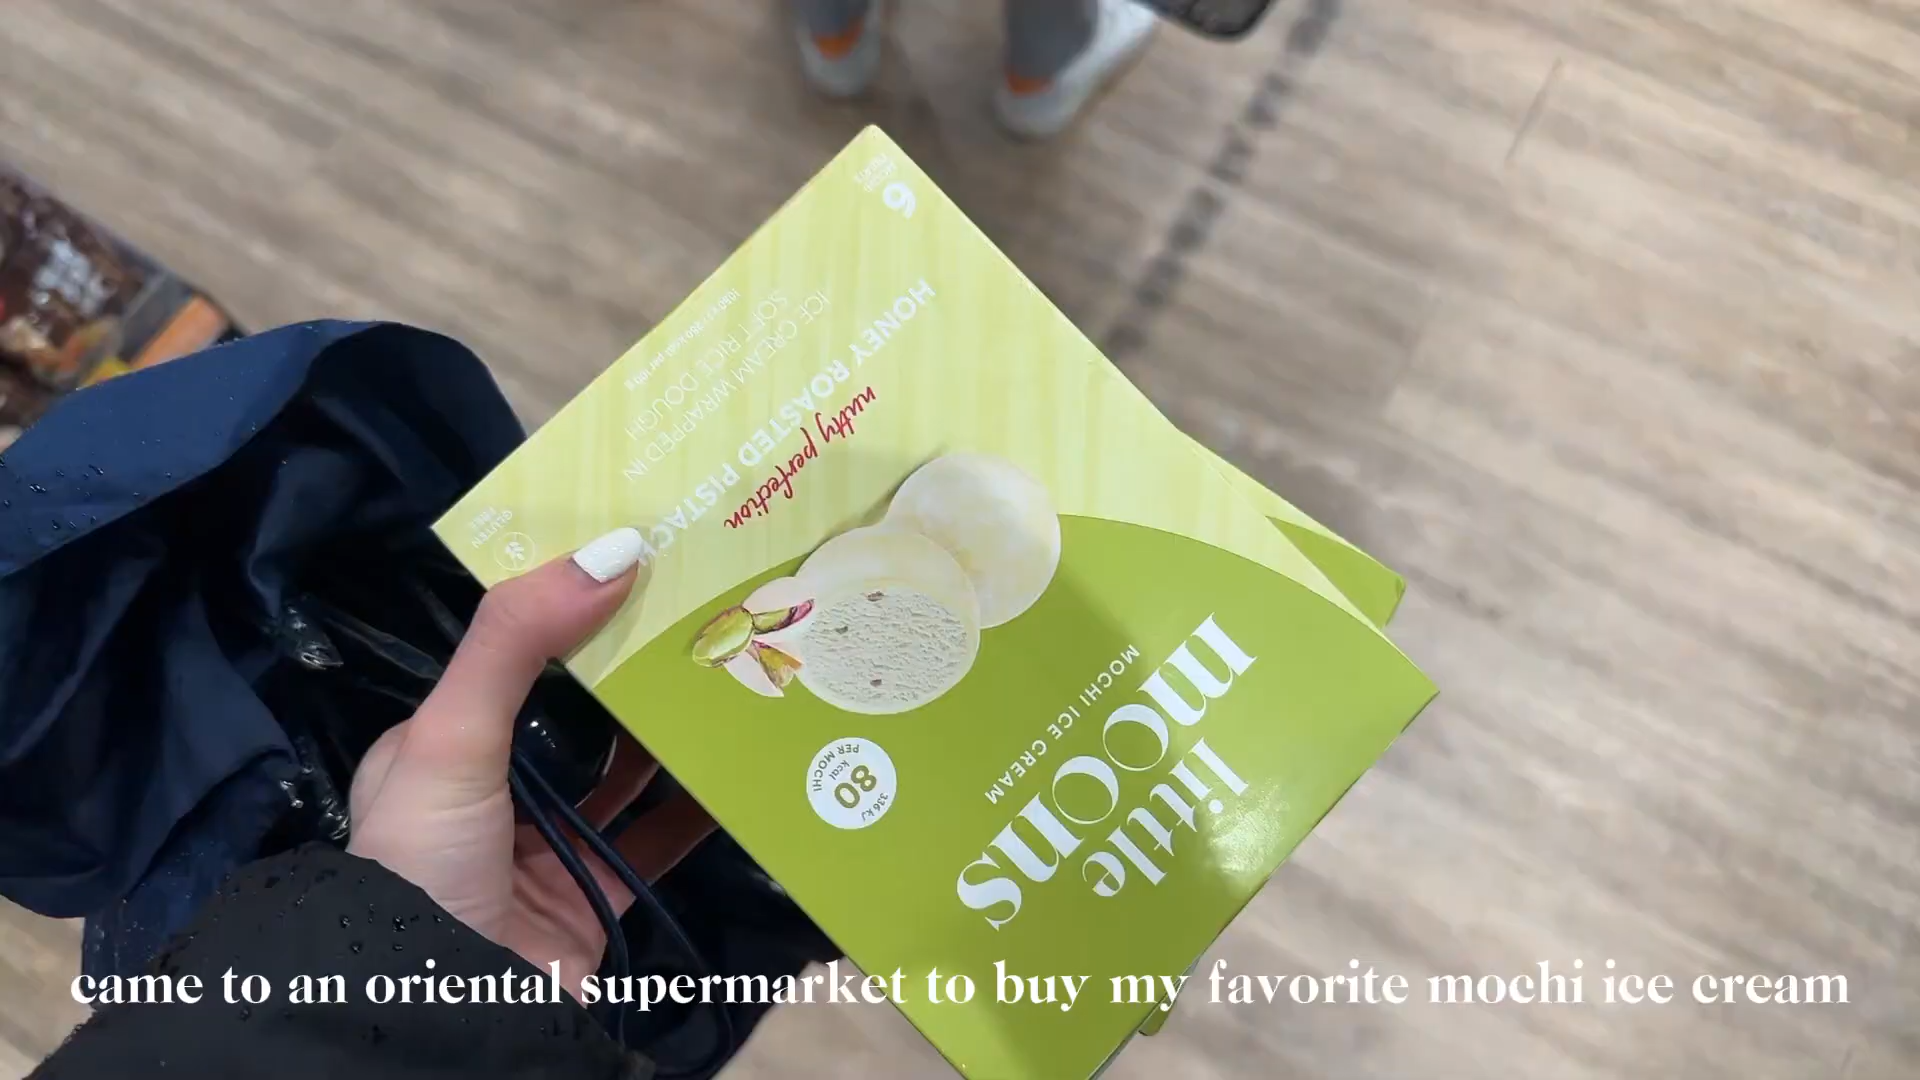 little
moons
MOCHI ICE CREAM
336 kJ
80
kcal
PER MOCHI
nutty perfection
HONEY ROASTED PISTACH
ICE CREAM WRAPPED IN
SOFT RICE DOUGH
6
GLUTEN
FREE
came to an oriental supermarket to buy my favorite mochi ice cream